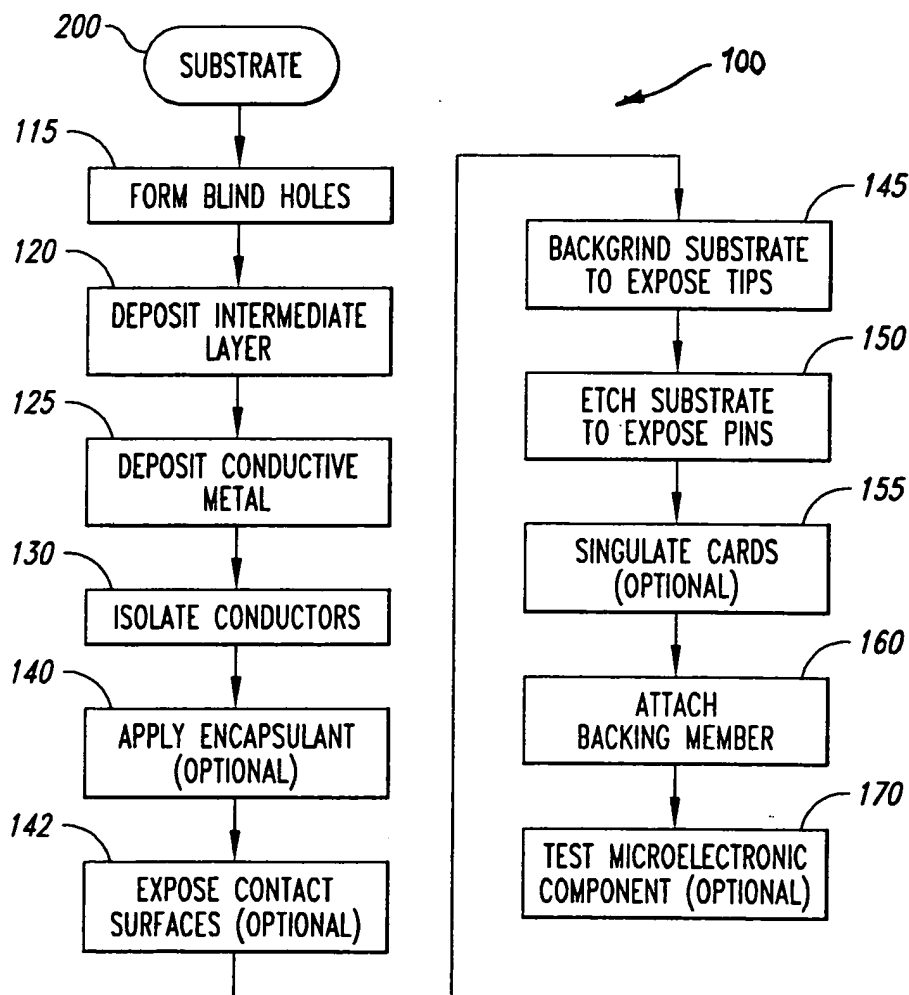 200
SUBSTRATE
100
115
FORM BLIND HOLES
120
DEPOSIT INTERMEDIATE
LAYER
125
DEPOSIT CONDUCTIVE
METAL
130
ISOLATE CONDUCTORS
140
APPLY ENCAPSULANT
(OPTIONAL)
142
EXPOSE CONTACT
SURFACES (OPTIONAL)
145
BACKGRIND SUBSTRATE
TO EXPOSE TIPS
150
ETCH SUBSTRATE
TO EXPOSE PINS
155
SINGULATE CARDS
(OPTIONAL)
160
ATTACH
BACKING MEMBER
170
TEST MICROELECTRONIC
COMPONENT (OPTIONAL)